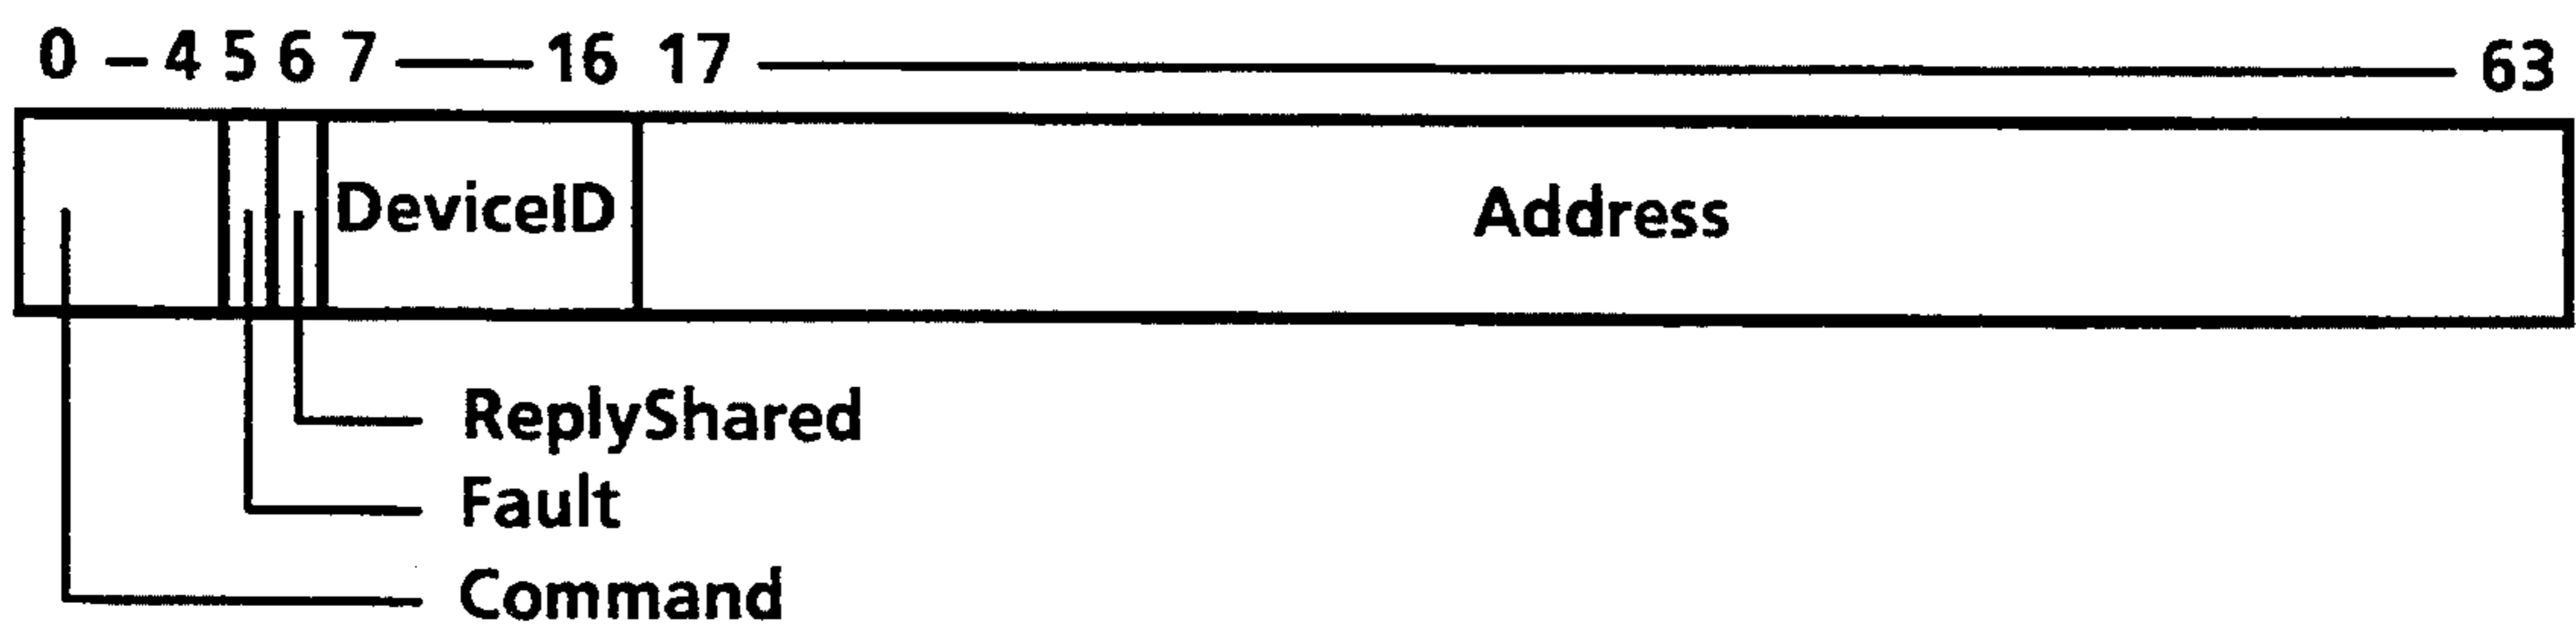 0 – 4 5 6 7 — 16 17 — 63
DeviceID Address
ReplyShared
Fault
Command